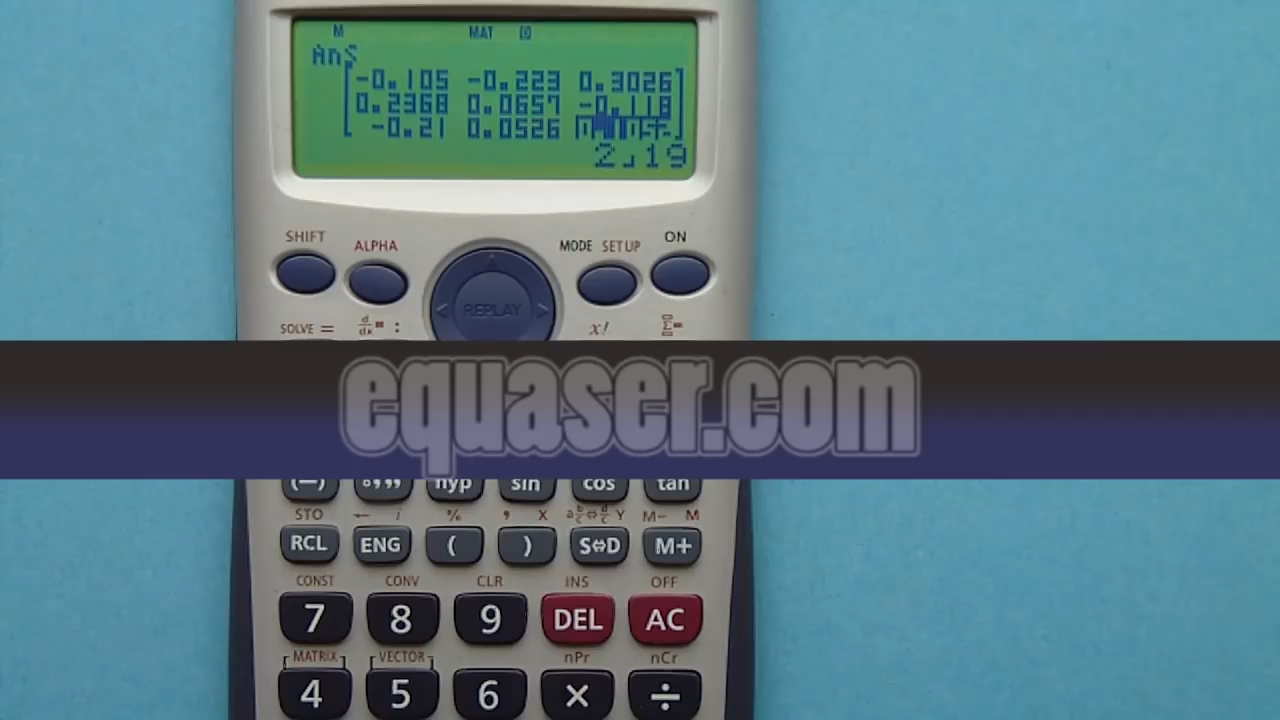 M MAT D
Ans
-0.105 -0.223 0.3026
0.2368 0.0657 -0.118
-0.21 0.0526
2⌟19
SHIFT ALPHA MODE SETUP ON
REPLAY
SOLVE = d/dx : x! Σ=
equaser.com
(−) °’’’ hyp sin cos tan
STO ← i % , X a b/c⇔d/c Y M− M
RCL ENG ( ) S⇔D M+
CONST CONV CLR INS OFF
7 8 9 DEL AC
MATRIX VECTOR nPr nCr
4 5 6 × ÷